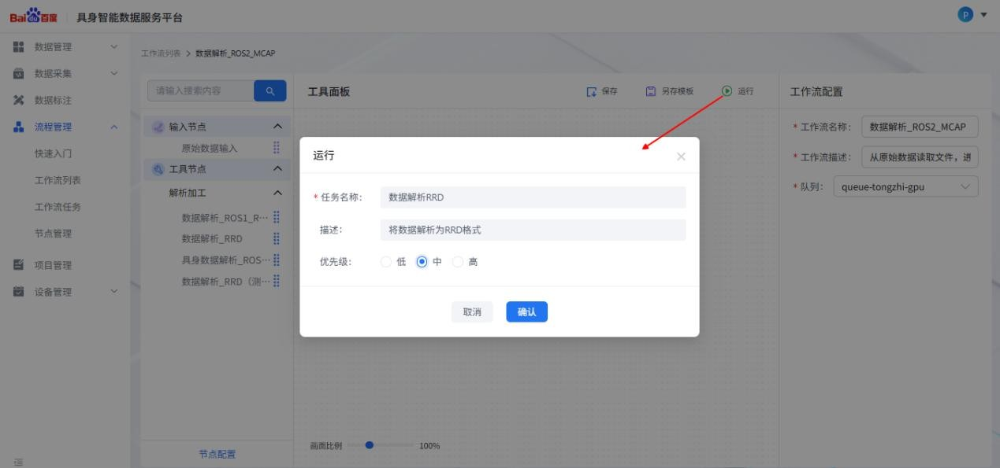 Bai du 百度
具身智能数据服务平台
P
数据管理
数据采集
数据标注
流程管理
快速入门
工作流列表
工作流任务
节点管理
项目管理
设备管理
工作流列表 > 数据解析_ROS2_MCAP
请输入搜索内容
输入节点
原始数据输入
工具节点
解析加工
数据解析_ROS1_R···
数据解析_RRD
具身数据解析_ROS···
数据解析_RRD（测···
节点配置
工具面板
保存
另存模板
运行
运行
* 任务名称：
数据解析RRD
描述：
将数据解析为RRD格式
优先级：
低
中
高
取消
确认
画面比例
100%
工作流配置
* 工作流名称：
数据解析_ROS2_MCAP
* 工作流描述：
从原始数据读取文件，进
* 队列：
queue-tongzhi-gpu